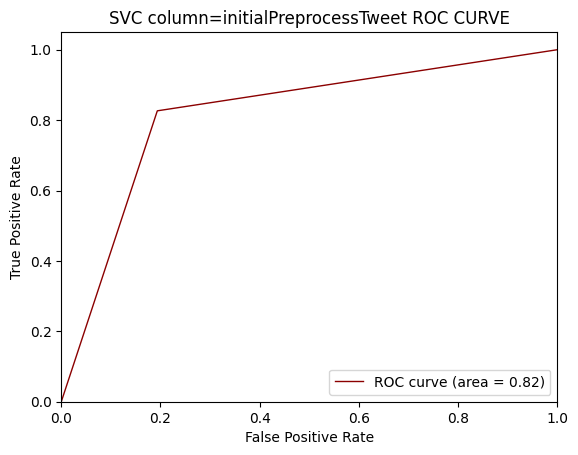 SVC column=initialPreprocessTweet ROC CURVE
1.0
0.8
0.6
0.4
0.2
0.0
True Positive Rate
ROC curve (area = 0.82)
0.0 0.2 0.4 0.6 0.8 1.0
False Positive Rate